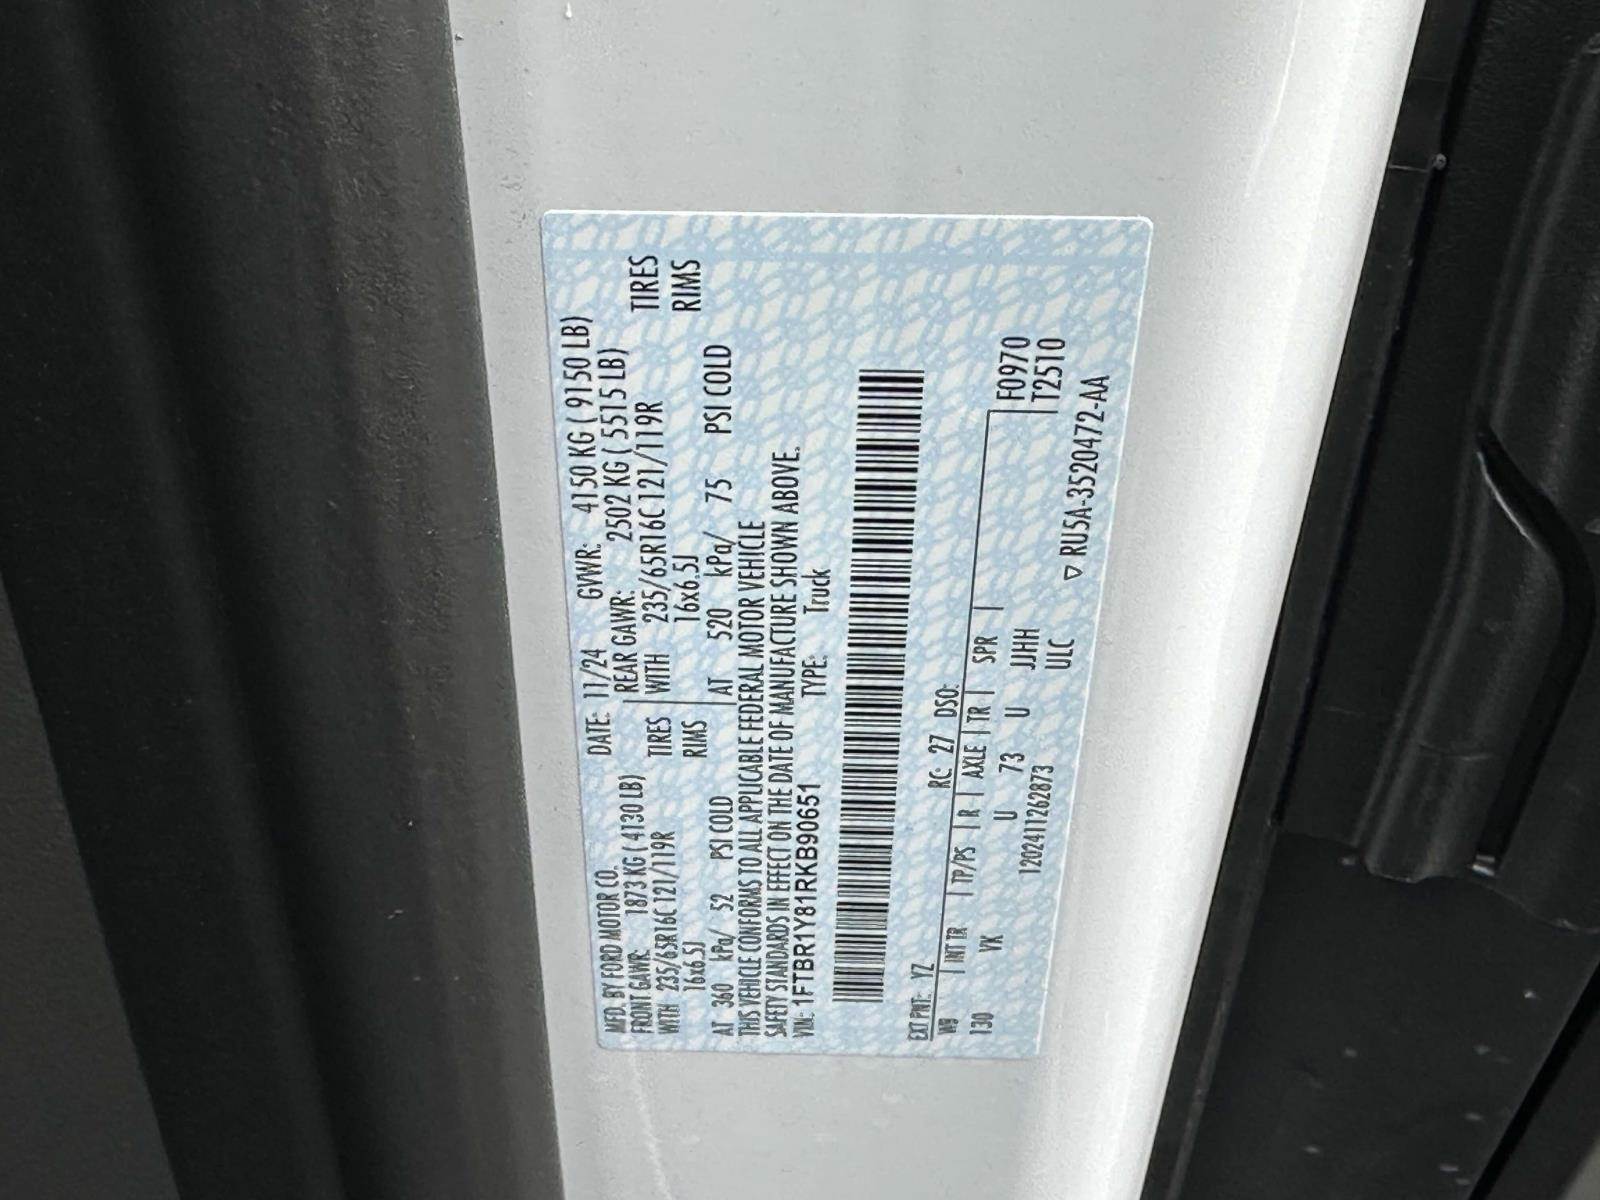 MFD. BY FORD MOTOR CO. DATE: 11/24 GVWR: 4150 KG ( 9150 LB)
FRONT GAWR: 1873 KG ( 4130 LB) REAR GAWR: 2502 KG ( 5515 LB)
WITH 235/65R16C 121/119R TIRES WITH 235/65R16C 121/119R TIRES
16x6.5J RIMS 16x6.5J RIMS
AT 360 kPa/ 52 PSI COLD AT 520 kPa/ 75 PSI COLD
THIS VEHICLE CONFORMS TO ALL APPLICABLE FEDERAL MOTOR VEHICLE
SAFETY STANDARDS IN EFFECT ON THE DATE OF MANUFACTURE SHOWN ABOVE.
VIN: 1FTBR1Y81RKB90651 TYPE: Truck
EXT PNT: YZ RC: 27 DSO:
WB INT TR TP/PS R AXLE TR SPR F0970
130 VK U 73 U JJHH T2510
1202411262873 ULC
▽ RU5A-3520472-AA